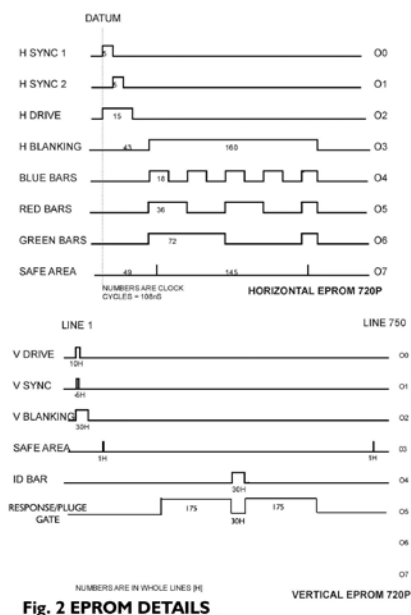 DATUM
H SYNC 1 5 O0
H SYNC 2 5 O1
H DRIVE 15 O2
H BLANKING 43 160 O3
BLUE BARS 18 O4
RED BARS 36 O5
GREEN BARS 72 O6
SAFE AREA 49 145 O7
NUMBERS ARE CLOCK
CYCLES = 108nS
HORIZONTAL EPROM 720P
LINE 1 LINE 750
V DRIVE 10H O0
V SYNC 6H O1
V BLANKING 30H O2
SAFE AREA 1H 1H O3
ID BAR 30H O4
RESPONSE/PLUGE
GATE 175 30H 175 O5
O6
O7
NUMBERS ARE IN WHOLE LINES [H]
VERTICAL EPROM 720P
Fig. 2 EPROM DETAILS